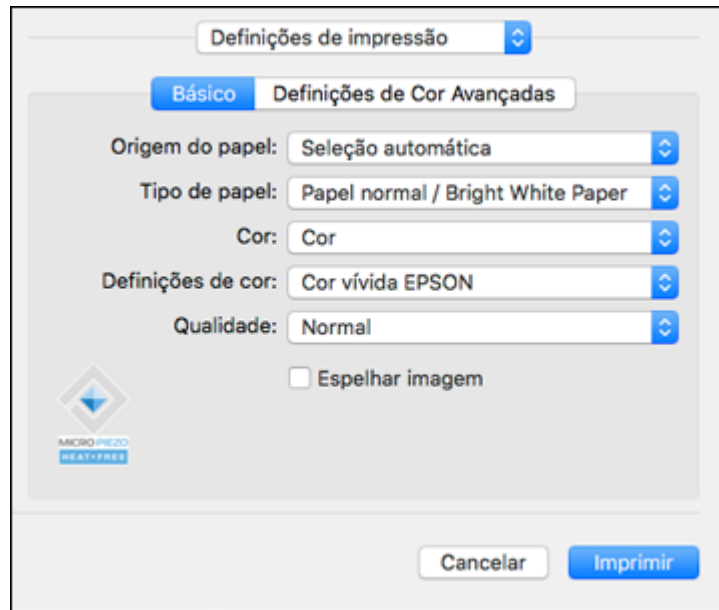 Definições de impressão
Básico Definições de Cor Avançadas
Origem do papel: Seleção automática
Tipo de papel: Papel normal / Bright White Paper
Cor: Cor
Definições de cor: Cor vívida EPSON
Qualidade: Normal
Espelhar imagem
MICRO PIEZO
HEAT-FREE
Cancelar Imprimir